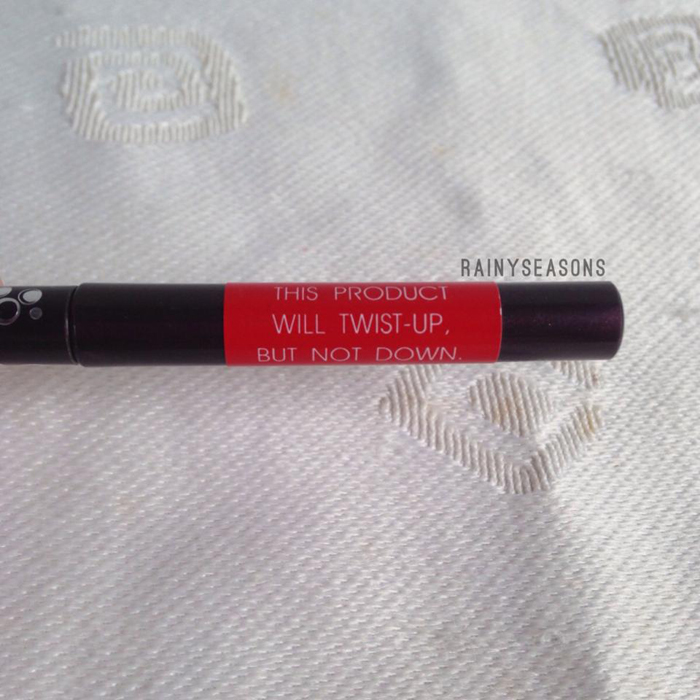 RAINYSEASONS
THIS PRODUCT
WILL TWIST-UP,
BUT NOT DOWN.